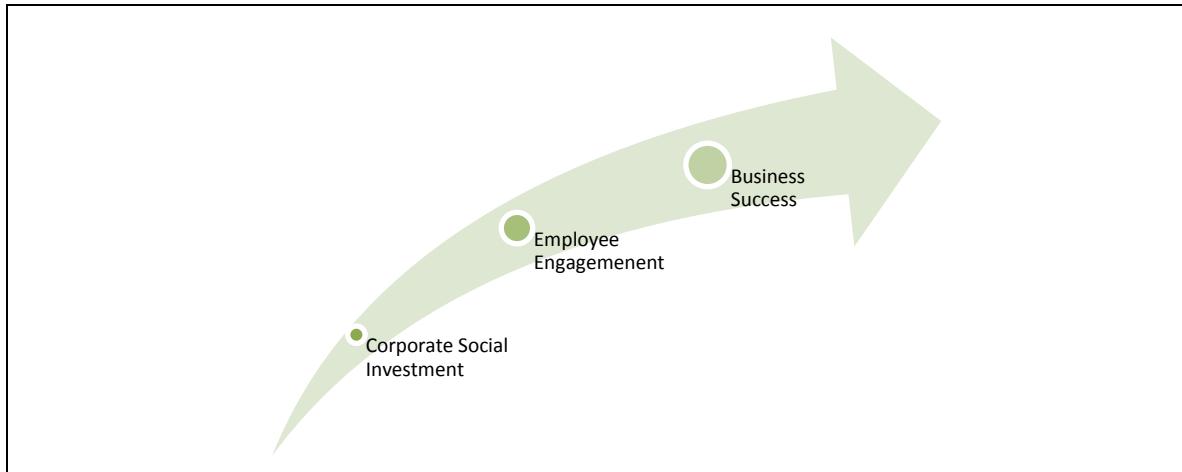 Business
Success
Employee
Engagemenent
Corporate Social
Investment